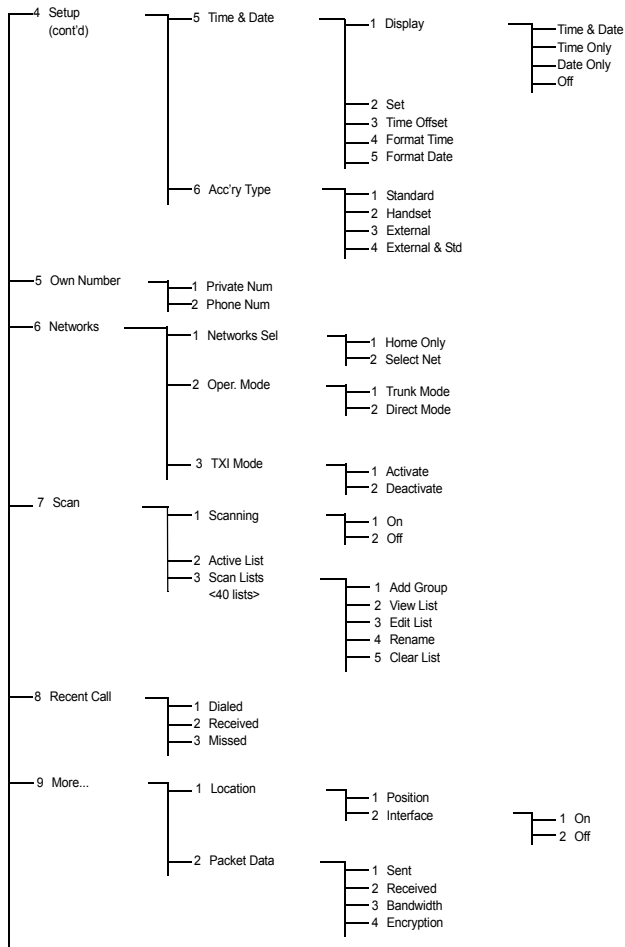 4 Setup
(cont'd)
5 Time & Date
1 Display
Time & Date
Time Only
Date Only
Off
2 Set
3 Time Offset
4 Format Time
5 Format Date
6 Acc'ry Type
1 Standard
2 Handset
3 External
4 External & Std
5 Own Number
1 Private Num
2 Phone Num
6 Networks
1 Networks Sel
1 Home Only
2 Select Net
2 Oper. Mode
1 Trunk Mode
2 Direct Mode
3 TXI Mode
1 Activate
2 Deactivate
7 Scan
1 Scanning
1 On
2 Off
2 Active List
3 Scan Lists
<40 lists>
1 Add Group
2 View List
3 Edit List
4 Rename
5 Clear List
8 Recent Call
1 Dialed
2 Received
3 Missed
9 More...
1 Location
1 Position
2 Interface
1 On
2 Off
2 Packet Data
1 Sent
2 Received
3 Bandwidth
4 Encryption